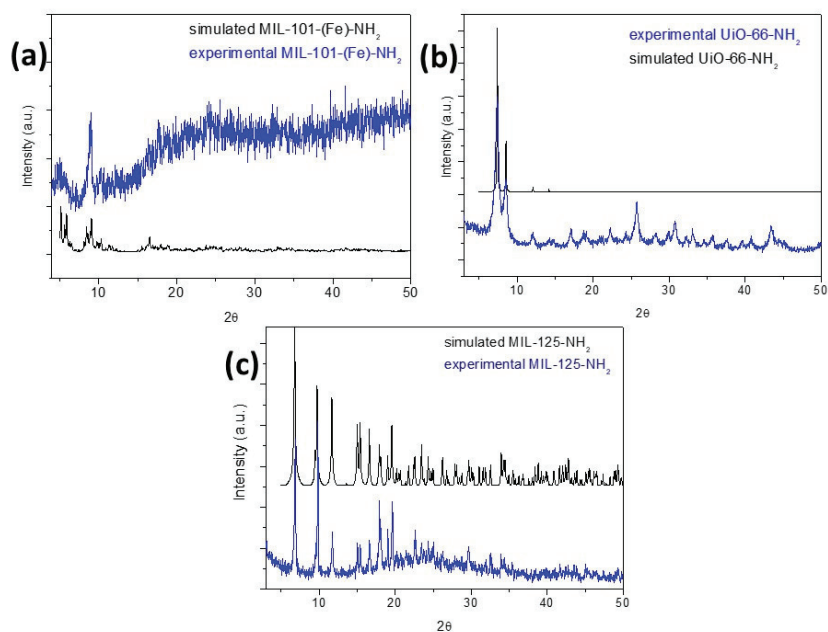 (a)
simulated MIL-101-(Fe)-NH₂
experimental MIL-101-(Fe)-NH₂
Intensity (a.u.)
10 20 30 40 50
2θ
(b)
experimental UiO-66-NH₂
simulated UiO-66-NH₂
Intensity (a.u.)
10 20 30 40 50
2θ
(c)
simulated MIL-125-NH₂
experimental MIL-125-NH₂
Intensity (a.u.)
10 20 30 40 50
2θ